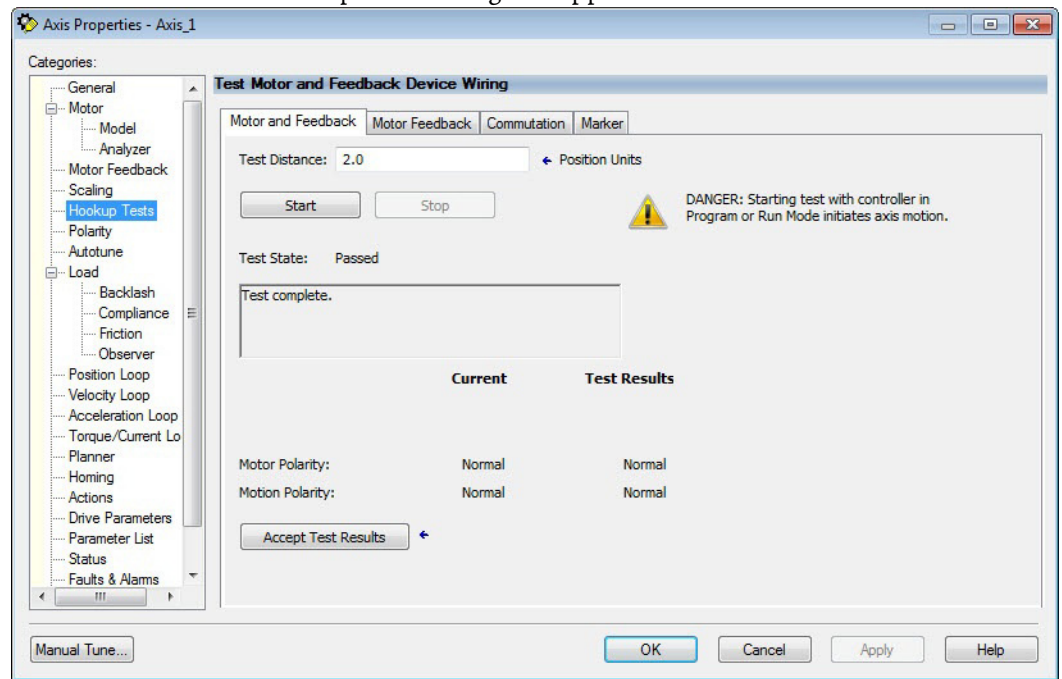 Axis Properties - Axis_1
Categories:
General
Motor
Model
Analyzer
Motor Feedback
Scaling
Hookup Tests
Polarity
Autotune
Load
Backlash
Compliance
Friction
Observer
Position Loop
Velocity Loop
Acceleration Loop
Torque/Current Lo
Planner
Homing
Actions
Drive Parameters
Parameter List
Status
Faults & Alarms
Test Motor and Feedback Device Wiring
Motor and Feedback Motor Feedback Commutation Marker
Test Distance: 2.0 Position Units
Start Stop
DANGER: Starting test with controller in
Program or Run Mode initiates axis motion.
Test State: Passed
Test complete.
Current Test Results
Motor Polarity: Normal Normal
Motion Polarity: Normal Normal
Accept Test Results
Manual Tune... OK Cancel Apply Help